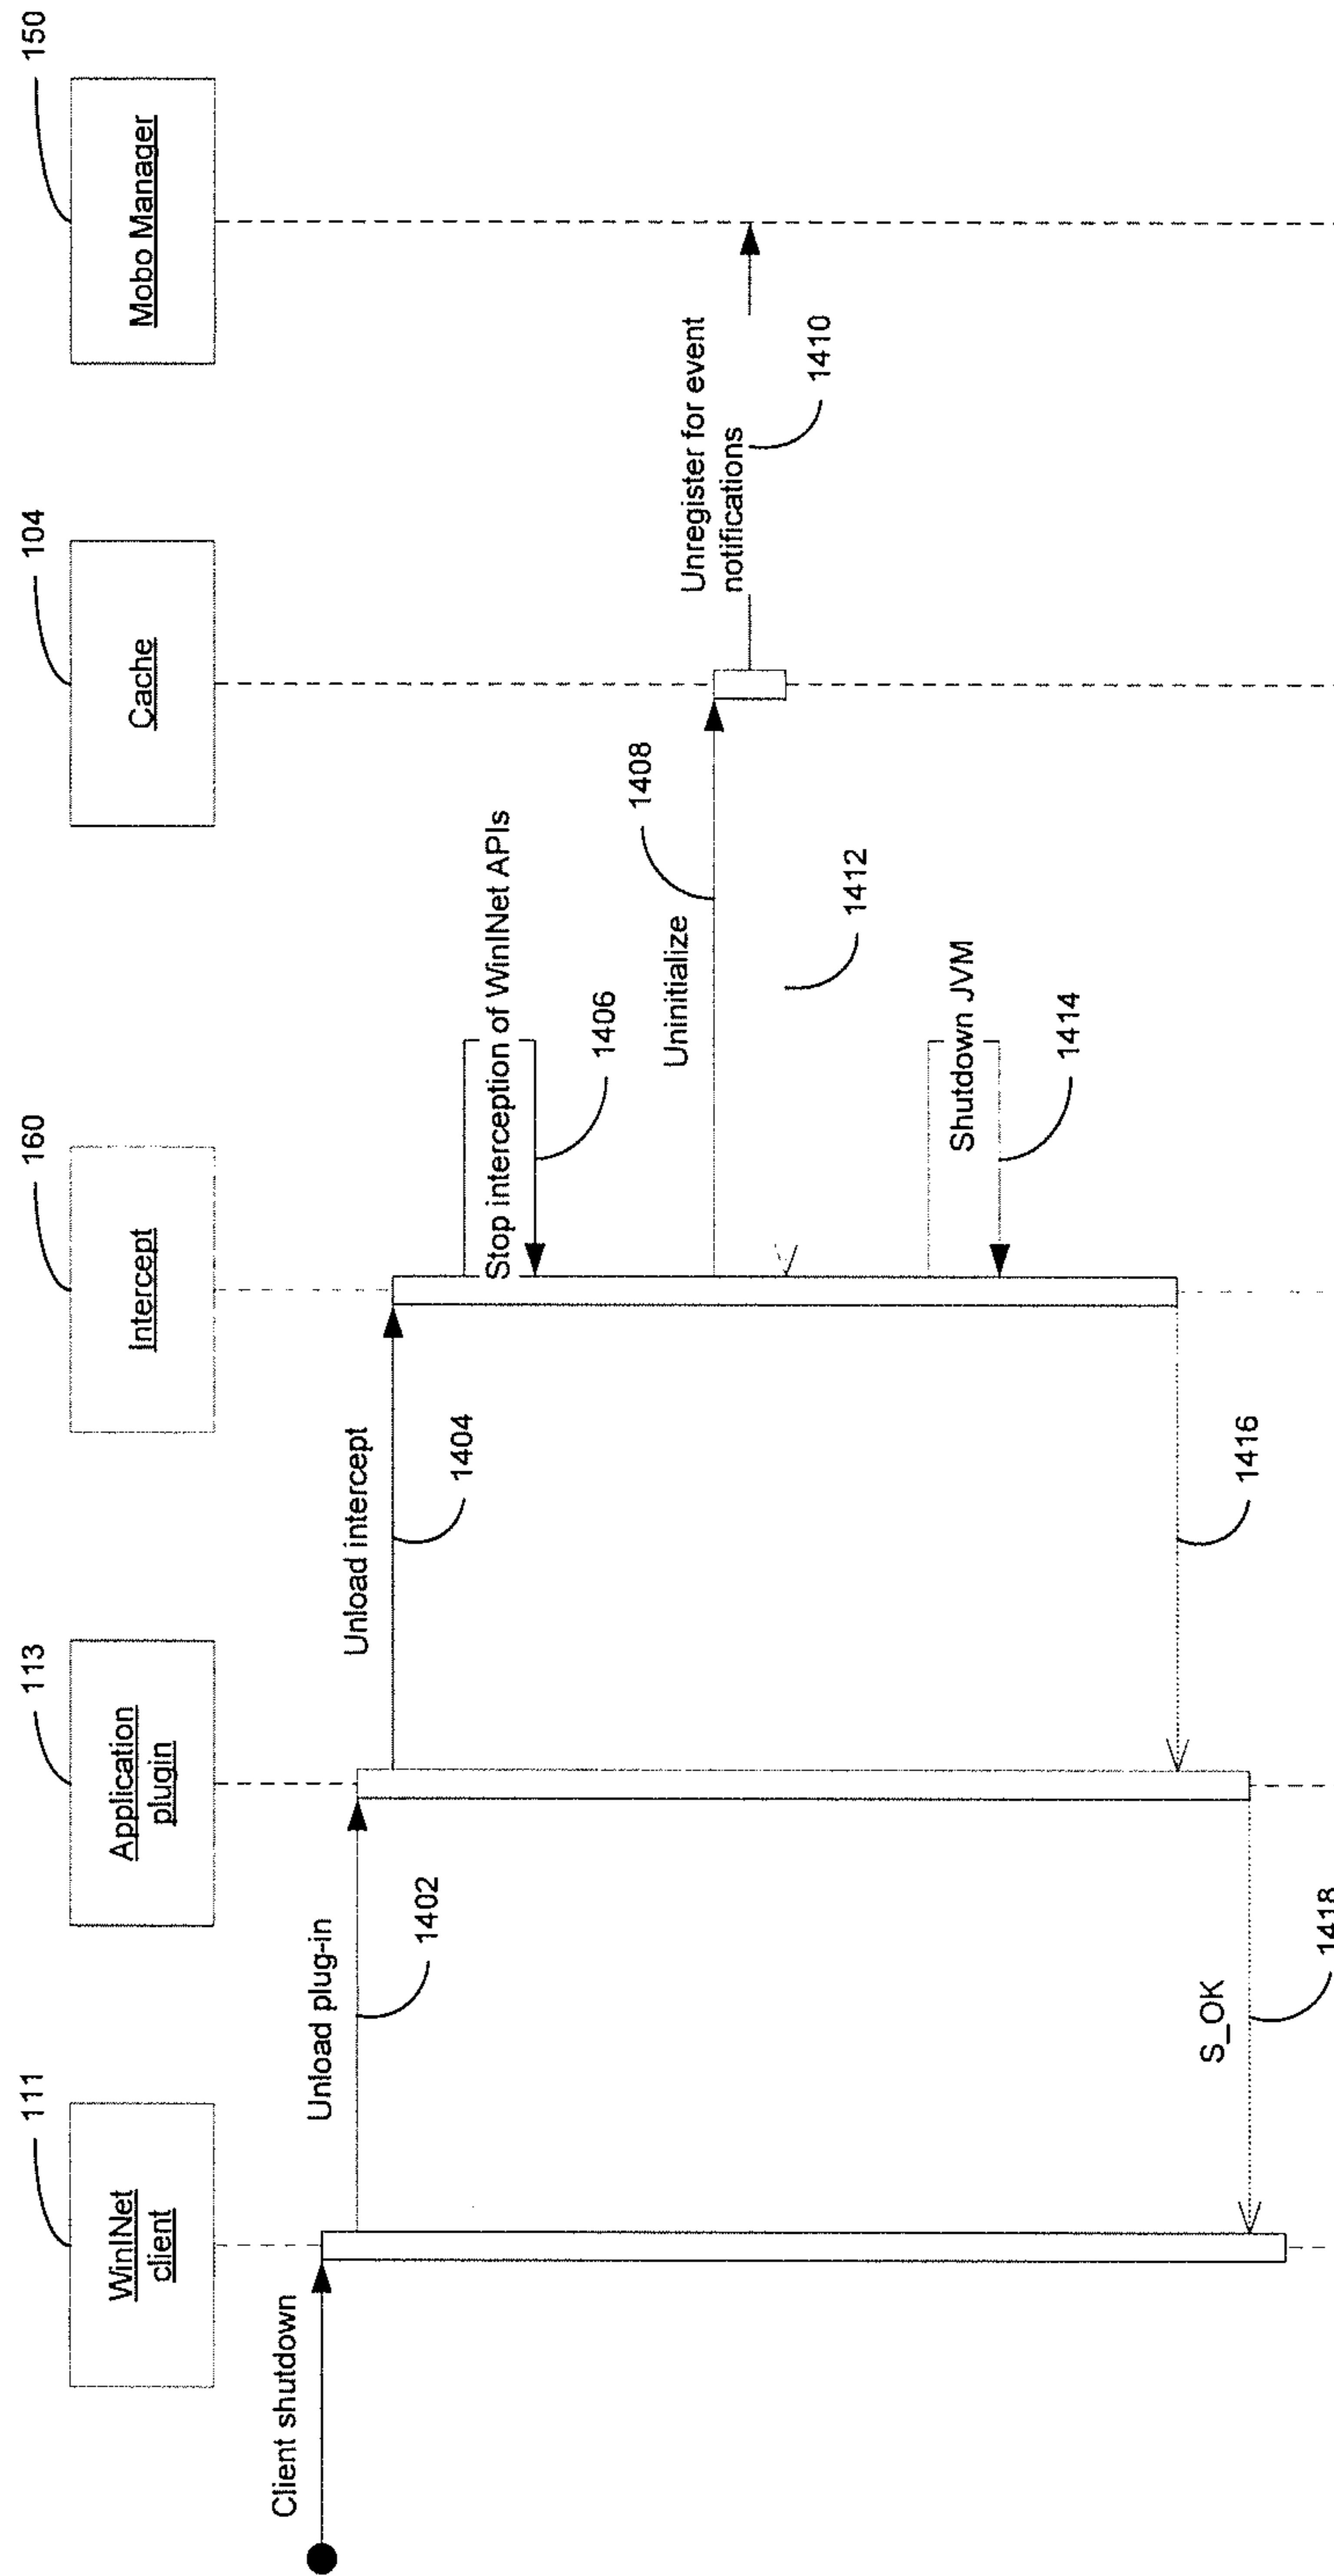 111
WinINet
client
113
Application
plugin
160
Intercept
104
Cache
150
Mobo Manager
Client shutdown
Unload plug-in
1402
Unload intercept
1404
Stop interception of WinINet APIs
1406
Uninitialize
1408
Unregister for event
notifications
1410
1412
Shutdown JVM
1414
1416
S_OK
1418